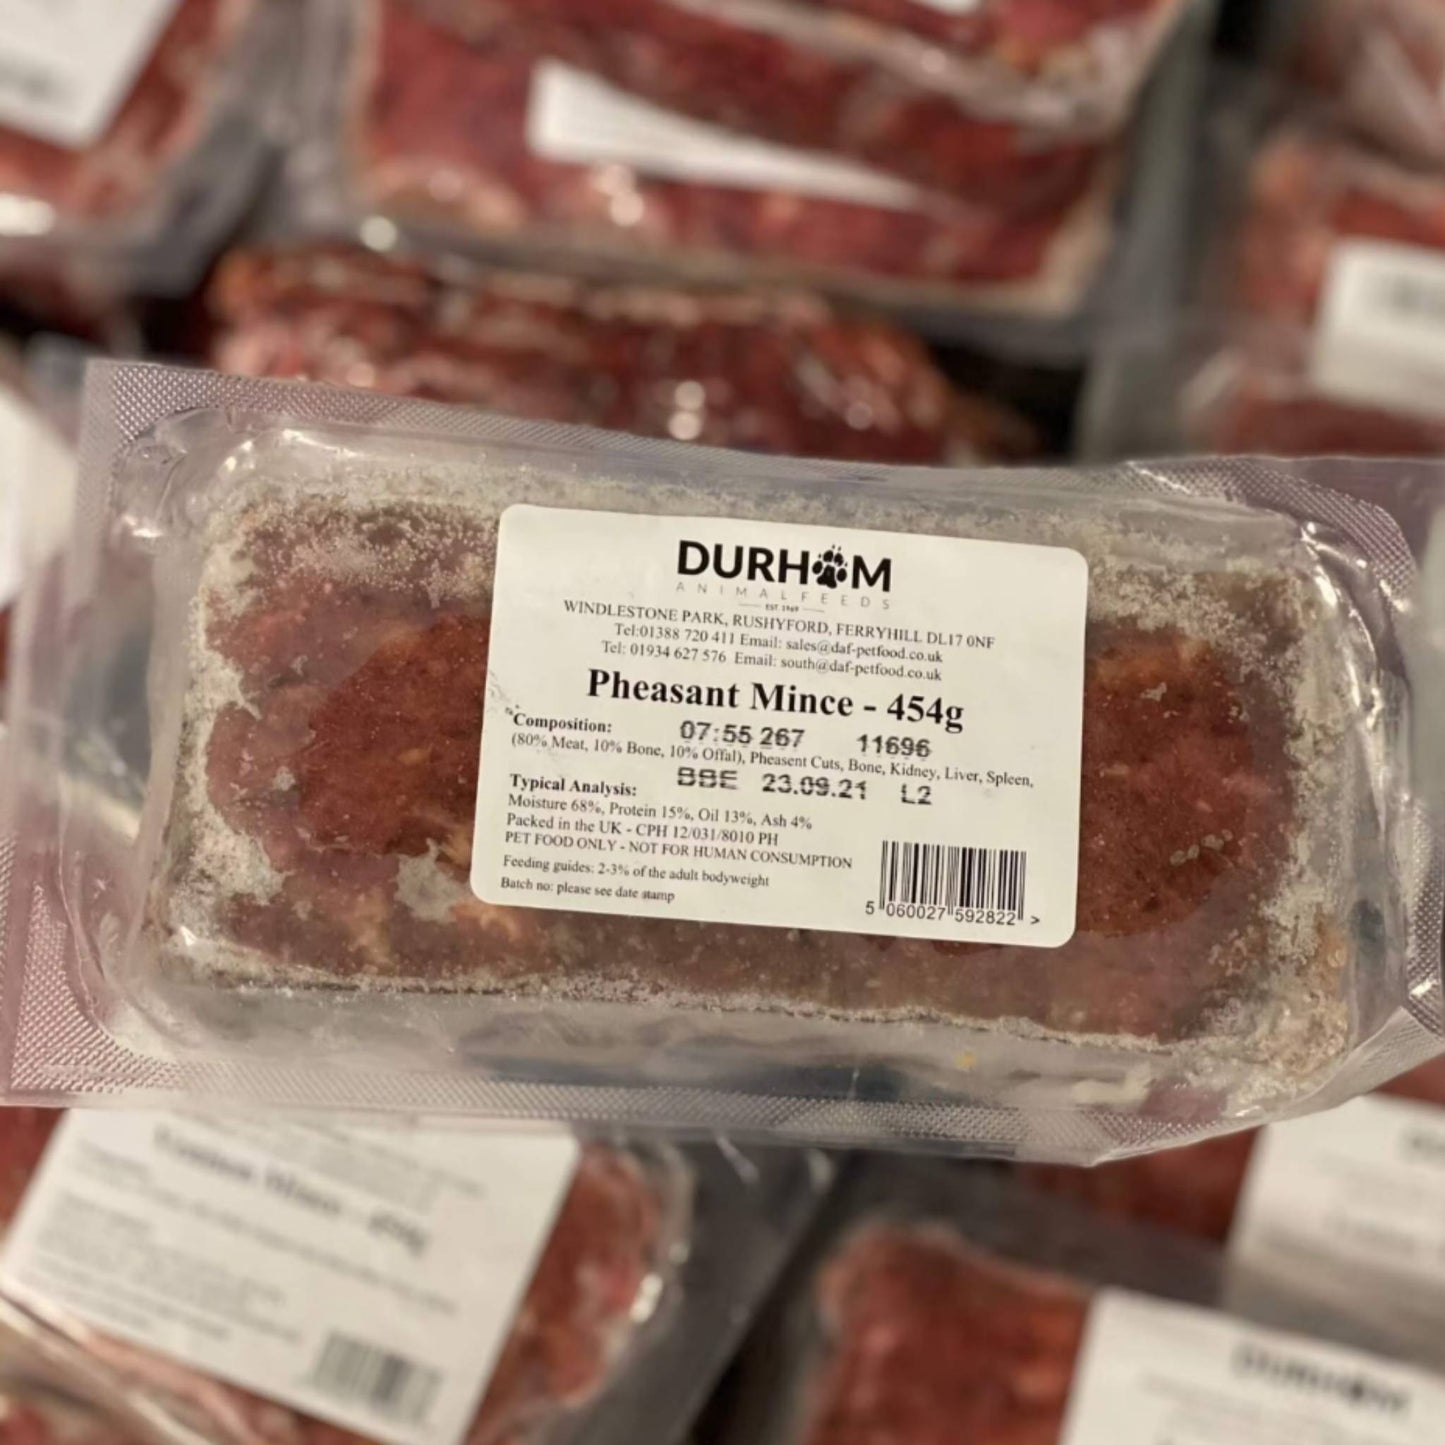 DURHAM
ANIMALFEEDS
EST. 1969
WINDLESTONE PARK, RUSHYFORD, FERRYHILL DL17 0NF
Tel:01388 720 411 Email: sales@daf-petfood.co.uk
Tel: 01934 627 576 Email: south@daf-petfood.co.uk
Pheasant Mince - 454g
Composition: 07:55 267 11696
(80% Meat, 10% Bone, 10% Offal), Pheasent Cuts, Bone, Kidney, Liver, Spleen,
Typical Analysis: BBE 23.09.21 L2
Moisture 68%, Protein 15%, Oil 13%, Ash 4%
Packed in the UK - CPH 12/031/8010 PH
PET FOOD ONLY - NOT FOR HUMAN CONSUMPTION
Feeding guides: 2-3% of the adult bodyweight
Batch no: please see date stamp
5 060027 592822 >
Mince - 454g
DURHAM